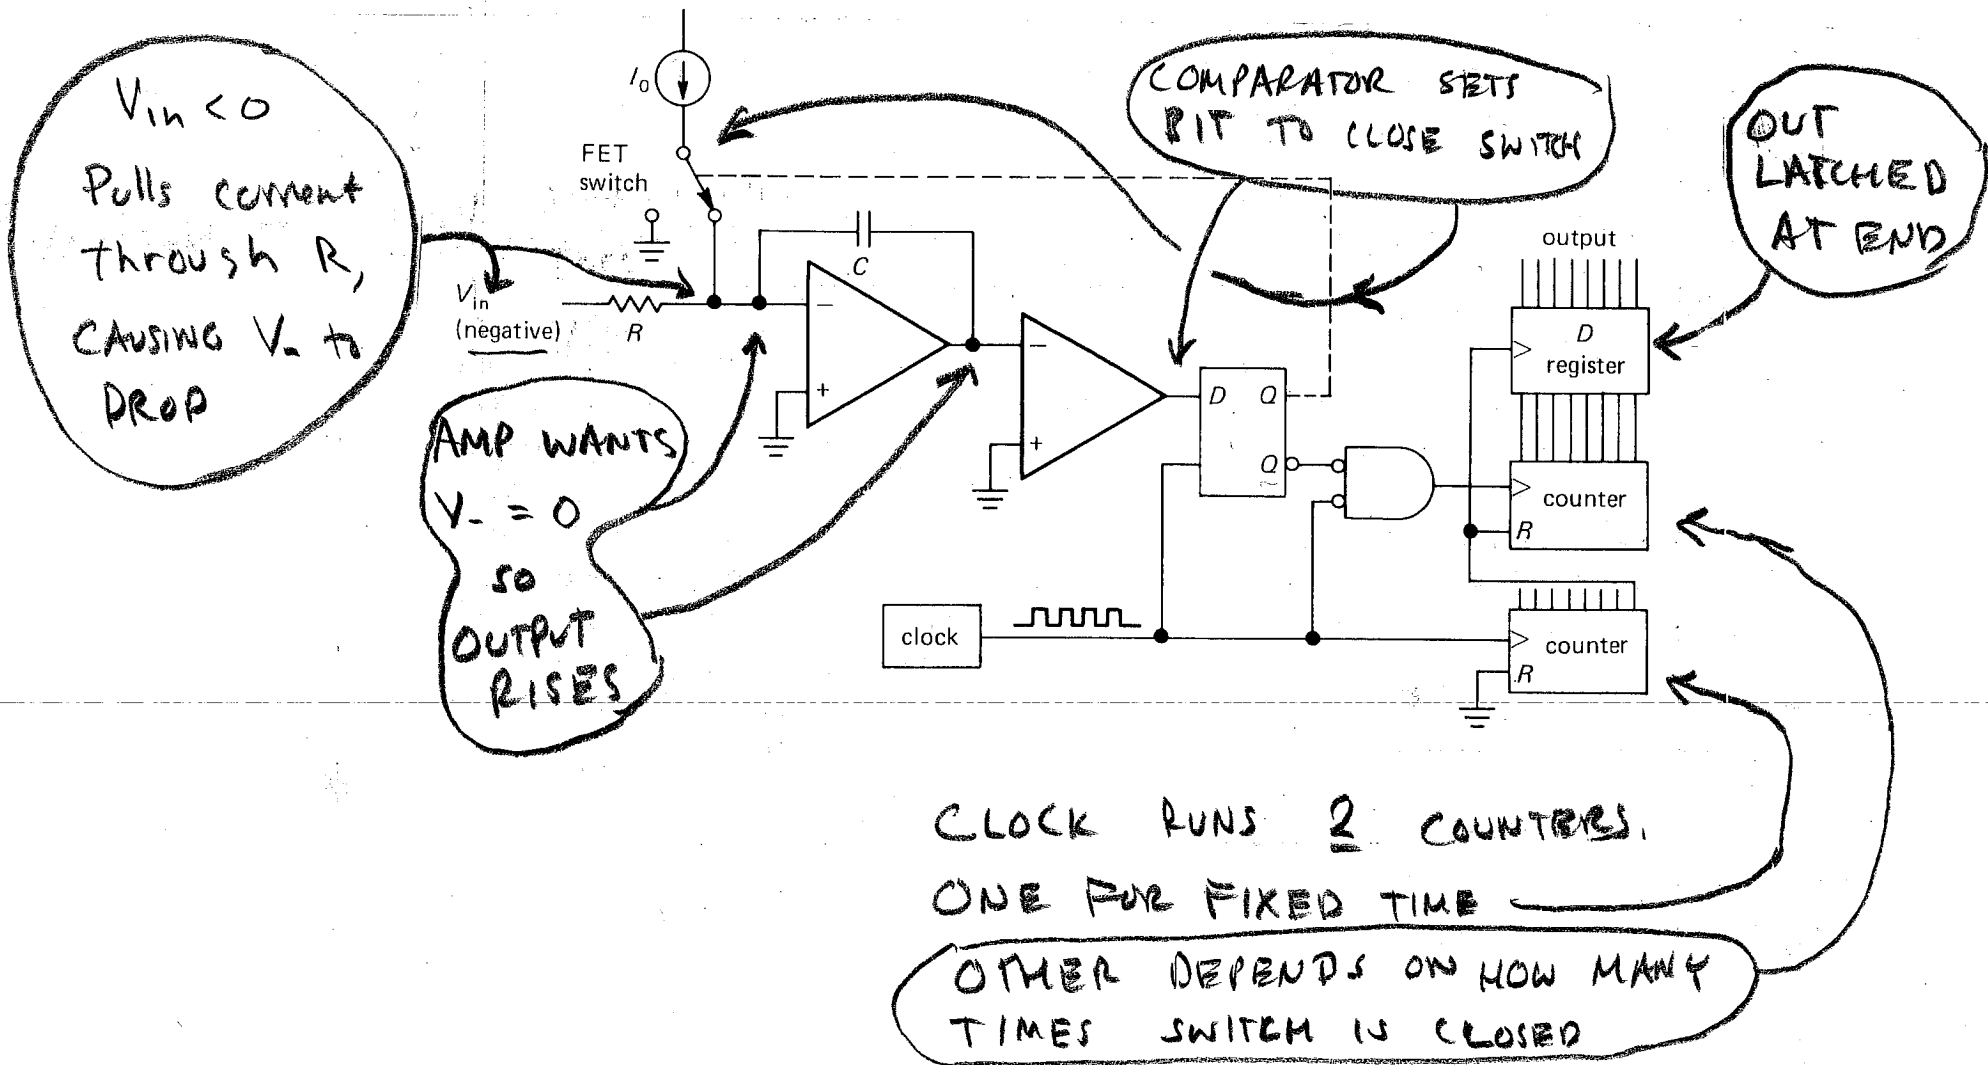 Vin < 0
Pulls current
through R,
CAUSING V- to
DROP
I0
FET
switch
COMPARATOR SETS
BIT TO CLOSE SWITCH
OUT
LATCHED
AT END
output
C
Vin
(negative)
R
−
+
−
+
D
register
D Q
Q
counter
R
AMP WANTS
V- = 0
SO
OUTPUT
RISES
clock
counter
R
CLOCK RUNS 2 COUNTERS.
ONE FOR FIXED TIME
OTHER DEPENDS ON HOW MANY
TIMES SWITCH IS CLOSED